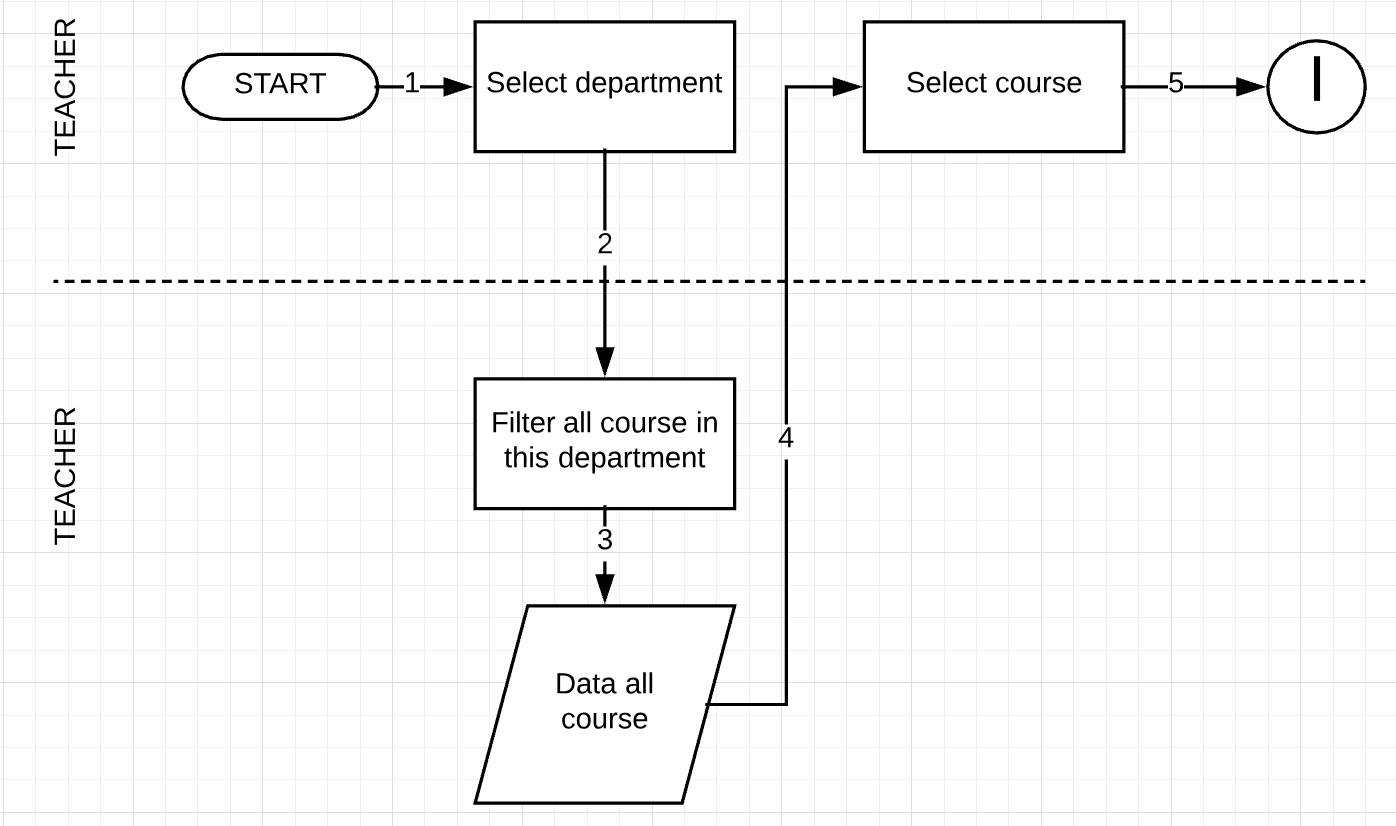 TEACHER
START
1
Select department
Select course
5
I
2
TEACHER
Filter all course in
this department
4
3
Data all
course